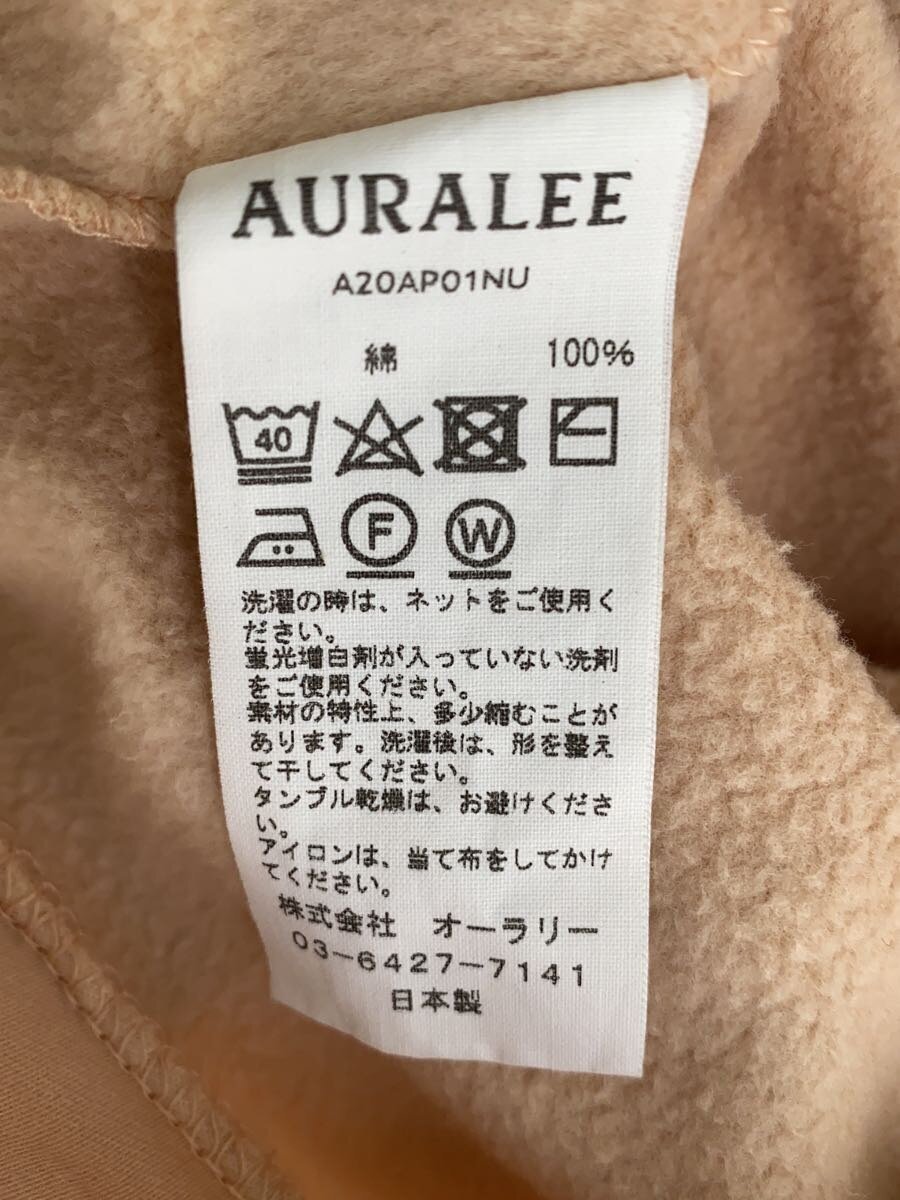 AURALEE
A20AP01NU
綿 100%
40
F W
洗濯の時は、ネットをご使用く
ださい。
蛍光増白剤が入っていない洗剤
をご使用ください。
素材の特性上、多少縮むことが
あります。洗濯後は、形を整え
て干してください。
タンブル乾燥は、お避けくださ
い。
アイロンは、当て布をしてかけ
てください。
株式会社 オーラリー
03-6427-7141
日本製